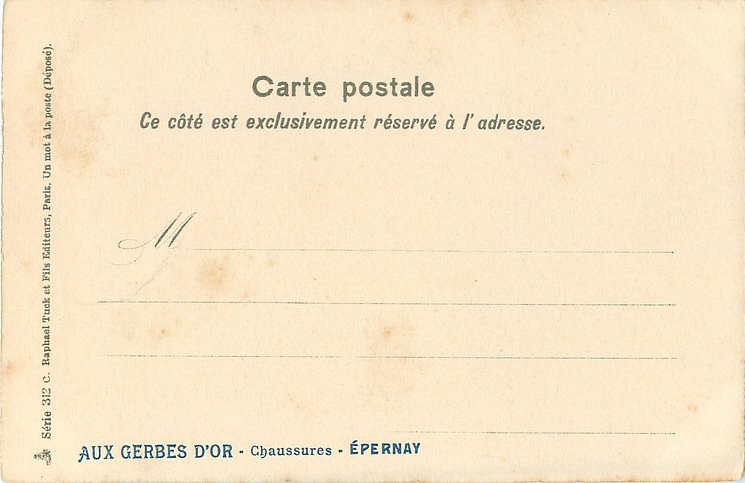 Carte postale
Ce côté est exclusivement réservé à l'adresse.
M
AUX GERBES D'OR - Chaussures - ÉPERNAY
Série 312 C. Raphael Tuck et Fils Editeurs, Paris. Un mot à la poste (Déposé).